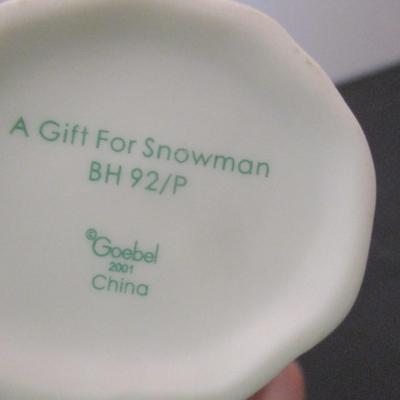 A Gift For Snowman
BH 92/P
©Goebel
2001
China